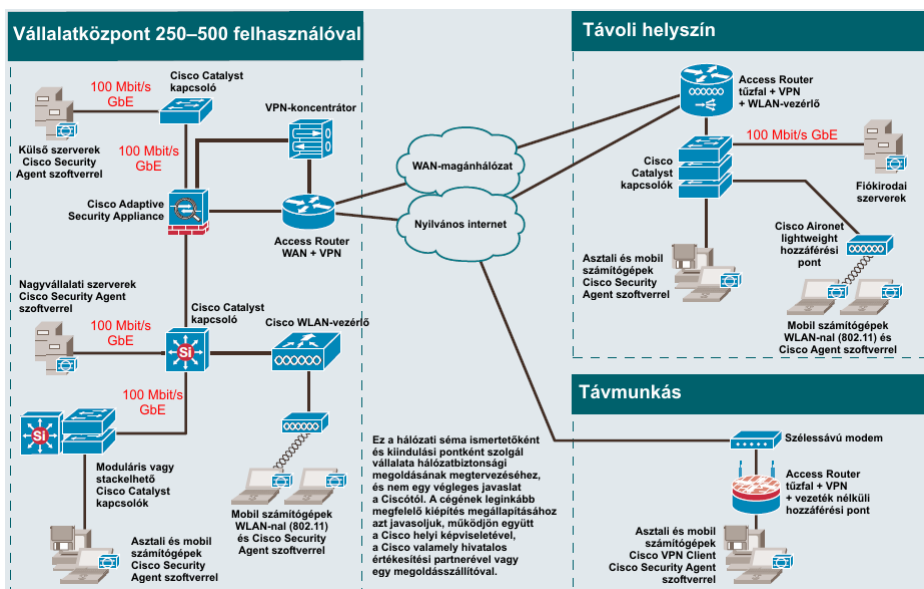 Vállalatközpont 250–500 felhasználóval
100 Mbit/s
GbE
Cisco Catalyst
kapcsoló
Külső szerverek
Cisco Security
Agent szoftverrel
100 Mbit/s
GbE
VPN-koncentrátor
Cisco Adaptive
Security Appliance
Access Router
WAN + VPN
Nagyvállalati szerverek
Cisco Security Agent
szoftverrel
100 Mbit/s
GbE
Cisco Catalyst
kapcsoló
Si
Cisco WLAN-vezérlő
100 Mbit/s
GbE
Si
Moduláris vagy
stackelhető
Cisco Catalyst
kapcsolók
Asztali és mobil
számítógépek
Cisco Security
Agent szoftverrel
Mobil számítógépek
WLAN-nal (802.11)
és Cisco Security
Agent szoftverrel
WAN-magánhálózat
Nyilvános internet
Ez a hálózati séma ismertetőként
és kiindulási pontként szolgál
vállalata hálózatbiztonsági
megoldásának megtervezéséhez,
és nem egy végleges javaslat
a Ciscótól. A cégének leginkább
megfelelő kiépítés megállapításához
azt javasoljuk, működjön együtt
a Cisco helyi képviseletével,
a Cisco valamely hivatalos
értékesítési partnerével vagy
egy megoldásszállítóval.
Távoli helyszín
Access Router
tűzfal + VPN
+ WLAN-vezérlő
100 Mbit/s GbE
Cisco
Catalyst
kapcsolók
Fiókirodai
szerverek
Cisco Aironet
lightweight
hozzáférési
pont
Asztali és mobil
számítógépek
Cisco Security
Agent szoftverrel
Mobil számítógépek
WLAN-nal (802.11) és
Cisco Agent szoftverrel
Távmunkás
Szélessávú modem
Access Router
tűzfal + VPN
+ vezeték nélküli
hozzáférési pont
Asztali és mobil
számítógépek
Cisco VPN Client
Cisco Security Agent
szoftverrel